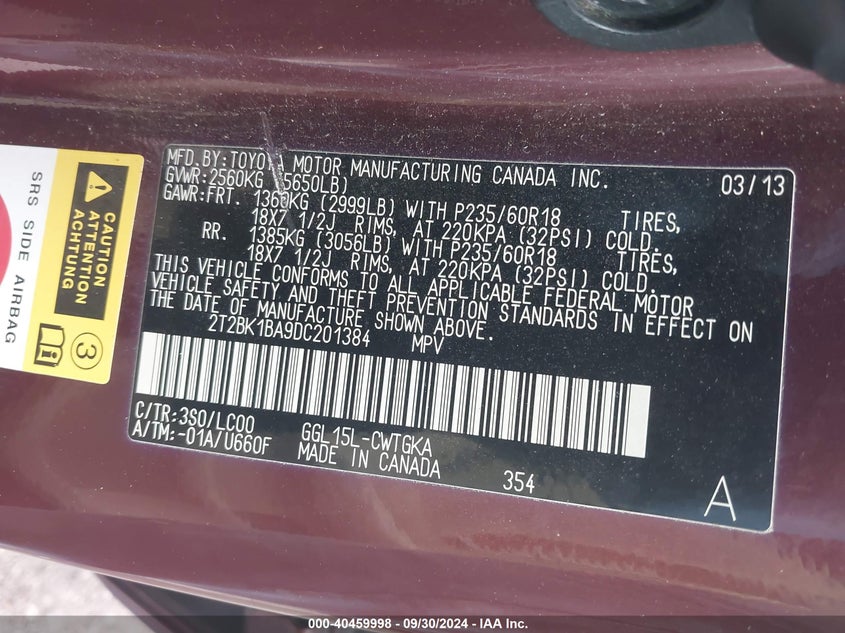 MFD. BY: TOYOTA MOTOR MANUFACTURING CANADA INC. 03/13
GVWR: 2560KG (5650LB)
GAWR: FRT. 1360KG (2999LB) WITH P235/60R18 TIRES,
18X7 1/2J RIMS, AT 220KPA (32PSI) COLD.
RR. 1385KG (3056LB) WITH P235/60R18 TIRES,
18X7 1/2J RIMS, AT 220KPA (32PSI) COLD.
THIS VEHICLE CONFORMS TO ALL APPLICABLE FEDERAL MOTOR
VEHICLE SAFETY AND THEFT PREVENTION STANDARDS IN EFFECT ON
THE DATE OF MANUFACTURE SHOWN ABOVE.
2T2BK1BA9DC201384 MPV
C/TR: 3S0/LC00 GGL15L-CWTGKA
A/TM: -01A/U660F MADE IN CANADA 354 A
SRS SIDE AIRBAG
CAUTION
ACHTUNG
ATTENTION
3
000-40459998 - 09/30/2024 - IAA Inc.